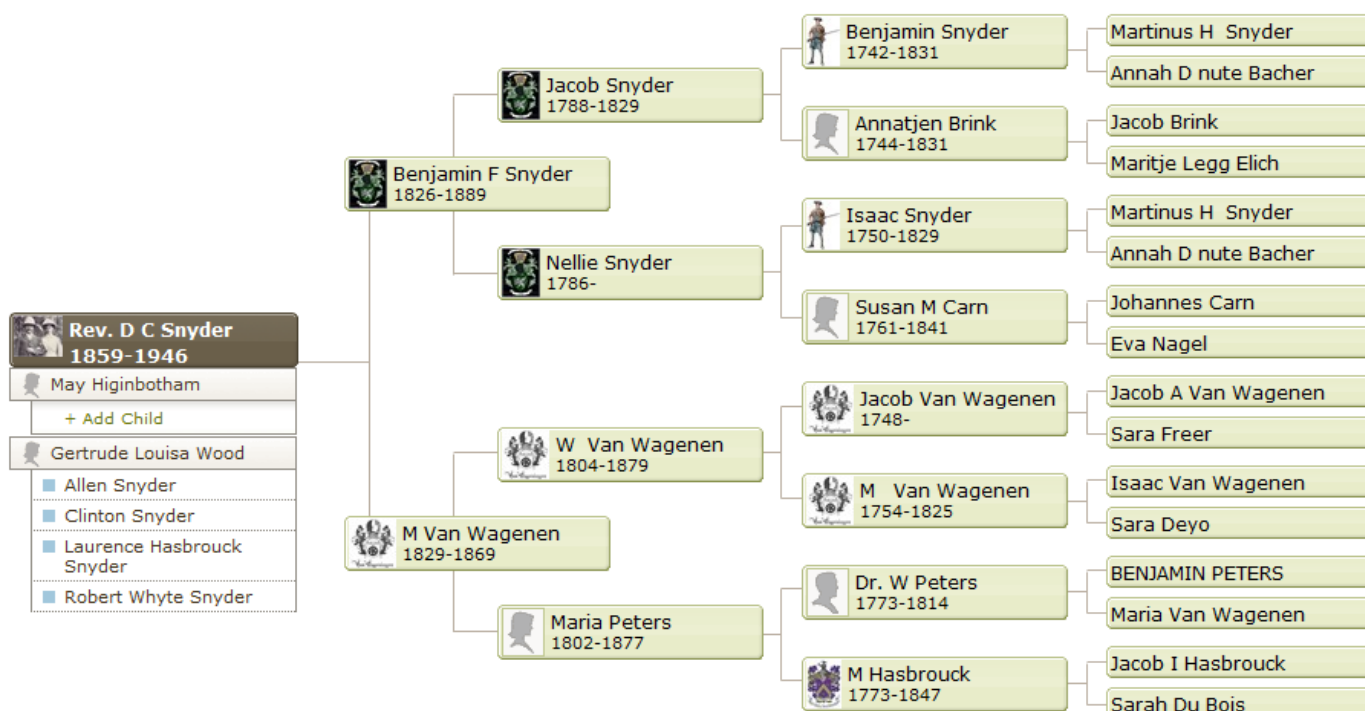 Rev. D C Snyder
1859-1946
May Higinbotham
+ Add Child
Gertrude Louisa Wood
Allen Snyder
Clinton Snyder
Laurence Hasbrouck
Snyder
Robert Whyte Snyder
Benjamin F Snyder
1826-1889
M Van Wagenen
1829-1869
Jacob Snyder
1788-1829
Nellie Snyder
1786-
W Van Wagenen
1804-1879
Maria Peters
1802-1877
Benjamin Snyder
1742-1831
Annatjen Brink
1744-1831
Isaac Snyder
1750-1829
Susan M Carn
1761-1841
Jacob Van Wagenen
1748-
M Van Wagenen
1754-1825
Dr. W Peters
1773-1814
M Hasbrouck
1773-1847
Martinus H Snyder
Annah D nute Bacher
Jacob Brink
Maritje Legg Elich
Martinus H Snyder
Annah D nute Bacher
Johannes Carn
Eva Nagel
Jacob A Van Wagenen
Sara Freer
Isaac Van Wagenen
Sara Deyo
BENJAMIN PETERS
Maria Van Wagenen
Jacob I Hasbrouck
Sarah Du Bois